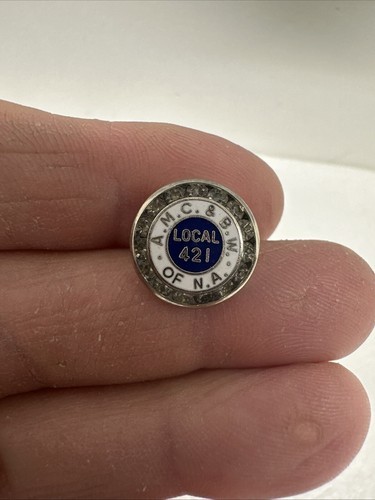 A.M.C. & B.W.
LOCAL
421
OF N.A.